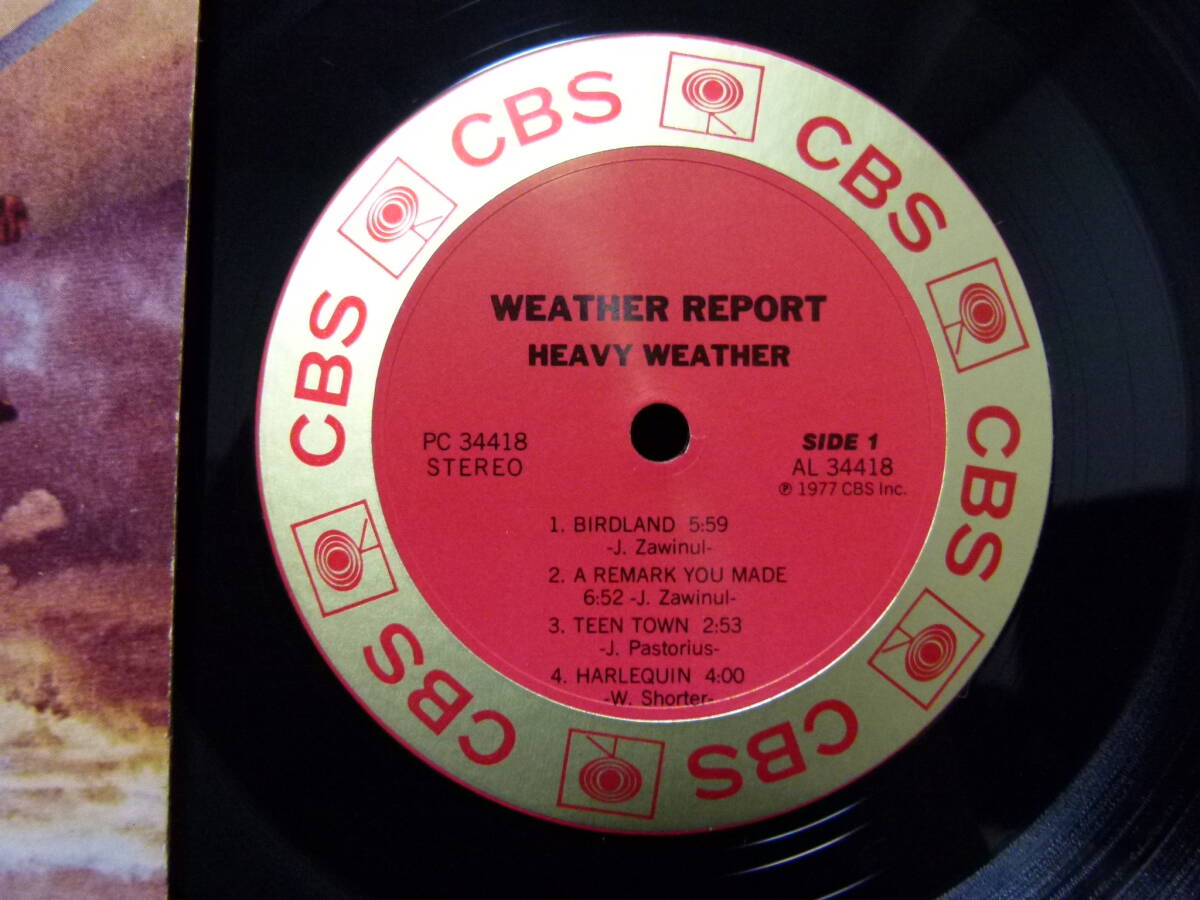 CBS
CBS
CBS
CBS
CBS
CBS
WEATHER REPORT
HEAVY WEATHER
PC 34418
STEREO
SIDE 1
AL 34418
℗ 1977 CBS Inc.
1. BIRDLAND 5:59
-J. Zawinul-
2. A REMARK YOU MADE
6:52 -J. Zawinul-
3. TEEN TOWN 2:53
-J. Pastorius-
4. HARLEQUIN 4:00
-W. Shorter-